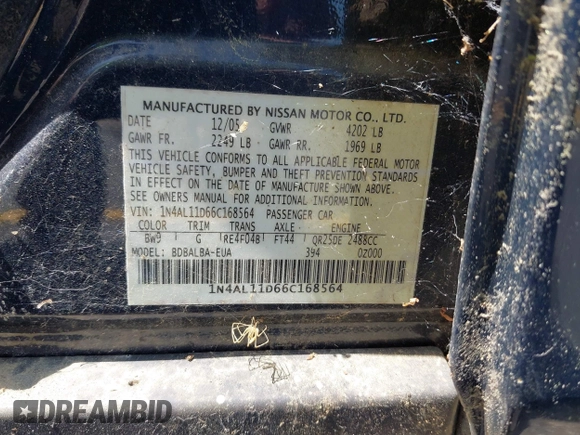 MANUFACTURED BY NISSAN MOTOR CO., LTD.
DATE 12/05 GVWR 4202 LB
GAWR FR. 2249 LB GAWR RR. 1969 LB
THIS VEHICLE CONFORMS TO ALL APPLICABLE FEDERAL MOTOR
VEHICLE SAFETY, BUMPER AND THEFT PREVENTION STANDARDS
IN EFFECT ON THE DATE OF MANUFACTURE SHOWN ABOVE.
SEE OWNERS MANUAL FOR ADDITIONAL INFORMATION.
VIN: 1N4AL11D66C168564 PASSENGER CAR
COLOR TRIM TRANS AXLE ENGINE
BW9 G RE4F04B FT44 QR25DE 2488CC
MODEL: BDBALBA-EUA 394 02000
1N4AL11D66C168564
DREAMBID